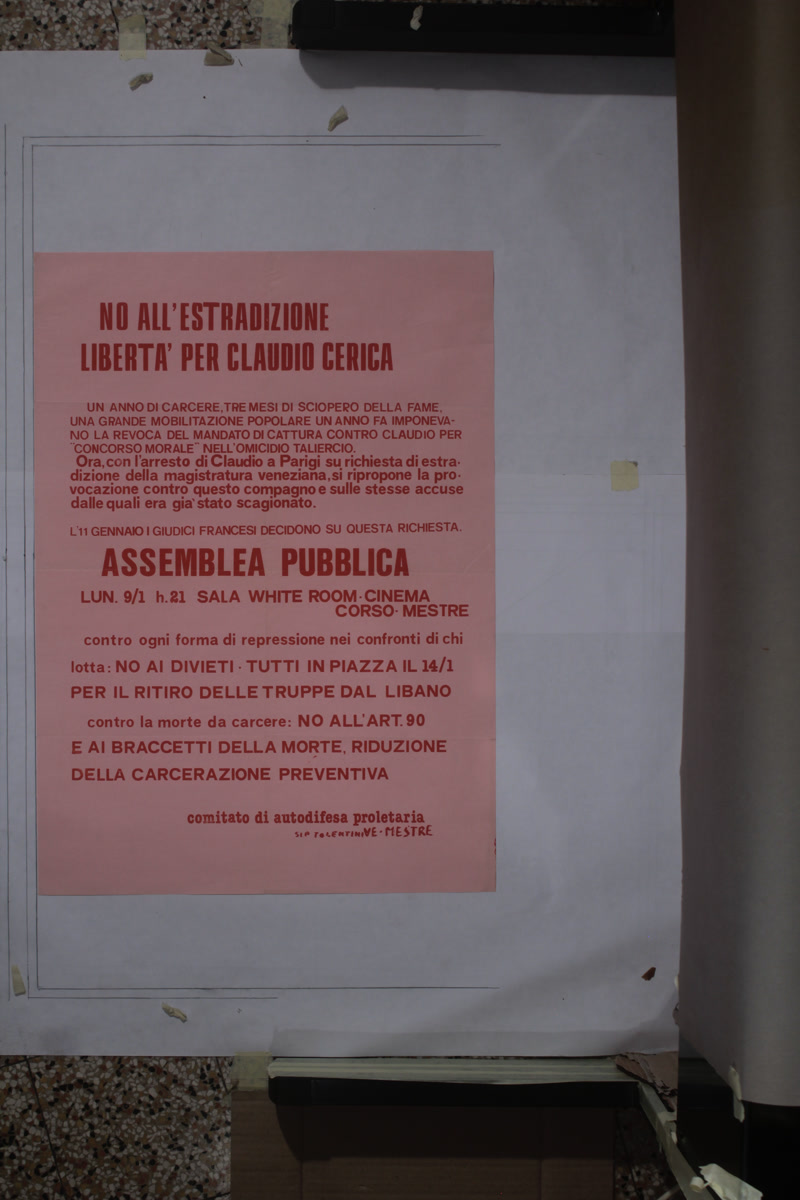 NO ALL'ESTRADIZIONE
LIBERTA' PER CLAUDIO CERICA
UN ANNO DI CARCERE, TRE MESI DI SCIOPERO DELLA FAME,
UNA GRANDE MOBILITAZIONE POPOLARE UN ANNO FA IMPONEVA-
NO LA REVOCA DEL MANDATO DI CATTURA CONTRO CLAUDIO PER
"CONCORSO MORALE" NELL'OMICIDIO TALIERCIO.
Ora, con l'arresto di Claudio a Parigi su richiesta di estra-
dizione della magistratura veneziana, si ripropone la pro-
vocazione contro questo compagno e sulle stesse accuse
dalle quali era gia' stato scagionato.
L'11 GENNAIO I GIUDICI FRANCESI DECIDONO SU QUESTA RICHIESTA.
ASSEMBLEA PUBBLICA
LUN. 9/1 h.21 SALA WHITE ROOM-CINEMA
CORSO-MESTRE
contro ogni forma di repressione nei confronti di chi
lotta: NO AI DIVIETI - TUTTI IN PIAZZA IL 14/1
PER IL RITIRO DELLE TRUPPE DAL LIBANO
contro la morte da carcere: NO ALL'ART. 90
E AI BRACCETTI DELLA MORTE, RIDUZIONE
DELLA CARCERAZIONE PREVENTIVA
comitato di autodifesa proletaria
SIP TOLENTINI VE-MESTRE